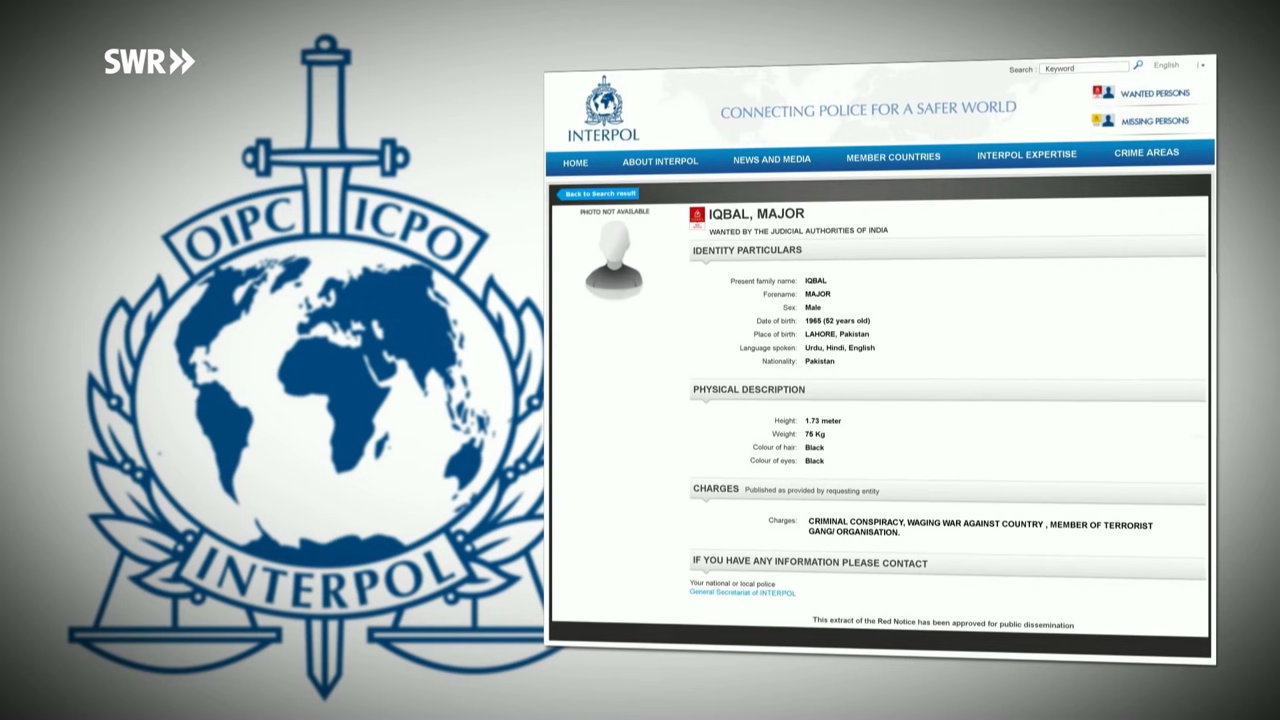 SWR»
OIPC ICPO
INTERPOL
Search : Keyword English
INTERPOL
CONNECTING POLICE FOR A SAFER WORLD
WANTED PERSONS
MISSING PERSONS
HOME ABOUT INTERPOL NEWS AND MEDIA MEMBER COUNTRIES INTERPOL EXPERTISE CRIME AREAS
Back to Search result
PHOTO NOT AVAILABLE
IQBAL, MAJOR
WANTED BY THE JUDICIAL AUTHORITIES OF INDIA
IDENTITY PARTICULARS
Present family name: IQBAL
Forename: MAJOR
Sex: Male
Date of birth: 1965 (52 years old)
Place of birth: LAHORE, Pakistan
Language spoken: Urdu, Hindi, English
Nationality: Pakistan
PHYSICAL DESCRIPTION
Height: 1.73 meter
Weight: 75 Kg
Colour of hair: Black
Colour of eyes: Black
CHARGES Published as provided by requesting entity
Charges: CRIMINAL CONSPIRACY, WAGING WAR AGAINST COUNTRY , MEMBER OF TERRORIST
GANG/ ORGANISATION.
IF YOU HAVE ANY INFORMATION PLEASE CONTACT
Your national or local police
General Secretariat of INTERPOL
This extract of the Red Notice has been approved for public dissemination